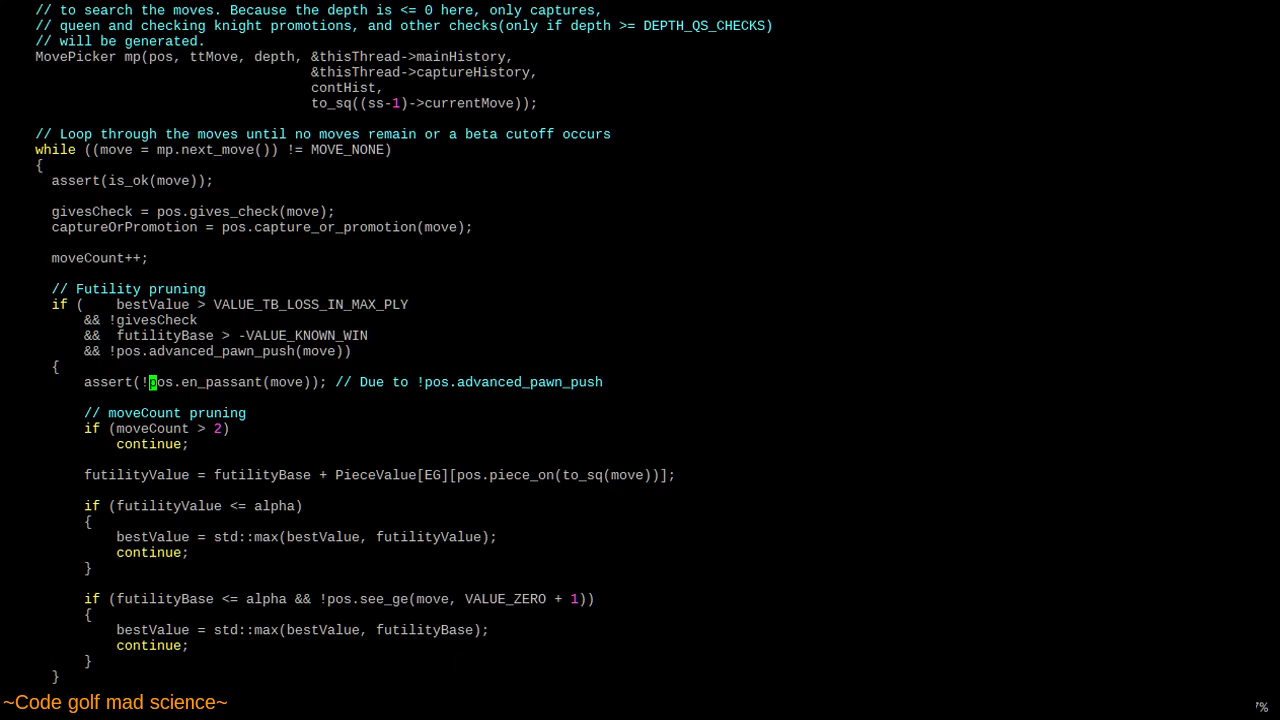 // to search the moves. Because the depth is <= 0 here, only captures,
// queen and checking knight promotions, and other checks(only if depth >= DEPTH_QS_CHECKS)
// will be generated.
MovePicker mp(pos, ttMove, depth, &thisThread->mainHistory,
&thisThread->captureHistory,
contHist,
to_sq((ss-1)->currentMove));
// Loop through the moves until no moves remain or a beta cutoff occurs
while ((move = mp.next_move()) != MOVE_NONE)
{
assert(is_ok(move));
givesCheck = pos.gives_check(move);
captureOrPromotion = pos.capture_or_promotion(move);
moveCount++;
// Futility pruning
if (    bestValue > VALUE_TB_LOSS_IN_MAX_PLY
&& !givesCheck
&&  futilityBase > -VALUE_KNOWN_WIN
&& !pos.advanced_pawn_push(move))
{
assert(!pos.en_passant(move)); // Due to !pos.advanced_pawn_push
// moveCount pruning
if (moveCount > 2)
continue;
futilityValue = futilityBase + PieceValue[EG][pos.piece_on(to_sq(move))];
if (futilityValue <= alpha)
{
bestValue = std::max(bestValue, futilityValue);
continue;
}
if (futilityBase <= alpha && !pos.see_ge(move, VALUE_ZERO + 1))
{
bestValue = std::max(bestValue, futilityBase);
continue;
}
}
~Code golf mad science~